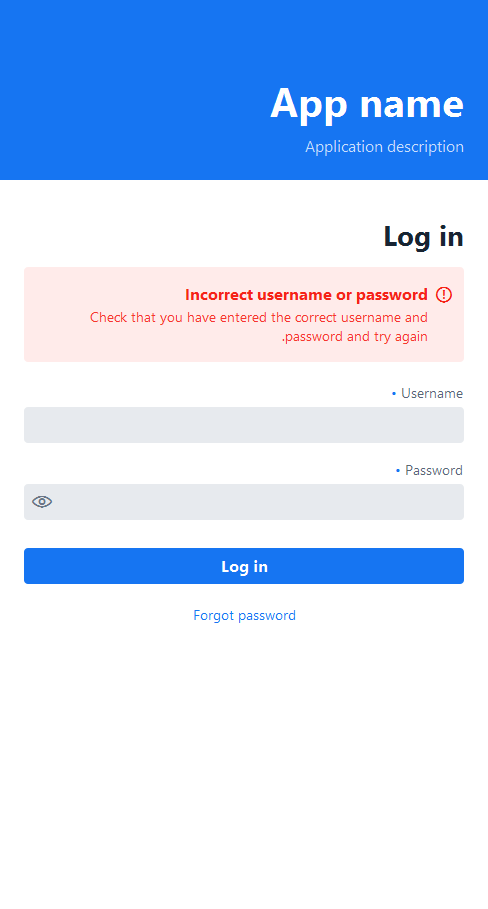 App name
Application description
Log in
Incorrect username or password
Check that you have entered the correct username and
.password and try again
• Username
• Password
Log in
Forgot password